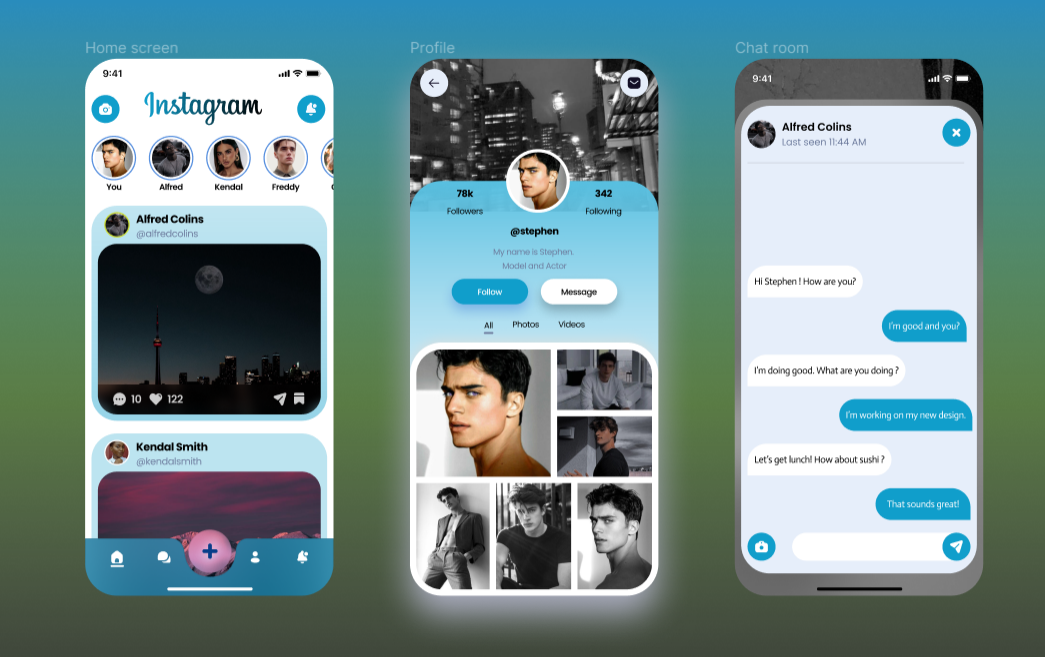 Home screen
9:41
Instagram
You
Alfred
Kendal
Freddy
Alfred Colins
@alfredcolins
10
122
Kendal Smith
@kendalsmith
Profile
78k
342
Followers
Following
@stephen
My name is Stephen.
Model and Actor
Follow
Message
All
Photos
Videos
Chat room
9:41
Alfred Colins
Last seen 11:44 AM
Hi Stephen ! How are you?
I'm good and you?
I'm doing good. What are you doing ?
I'm working on my new design.
Let's get lunch! How about sushi ?
That sounds great!